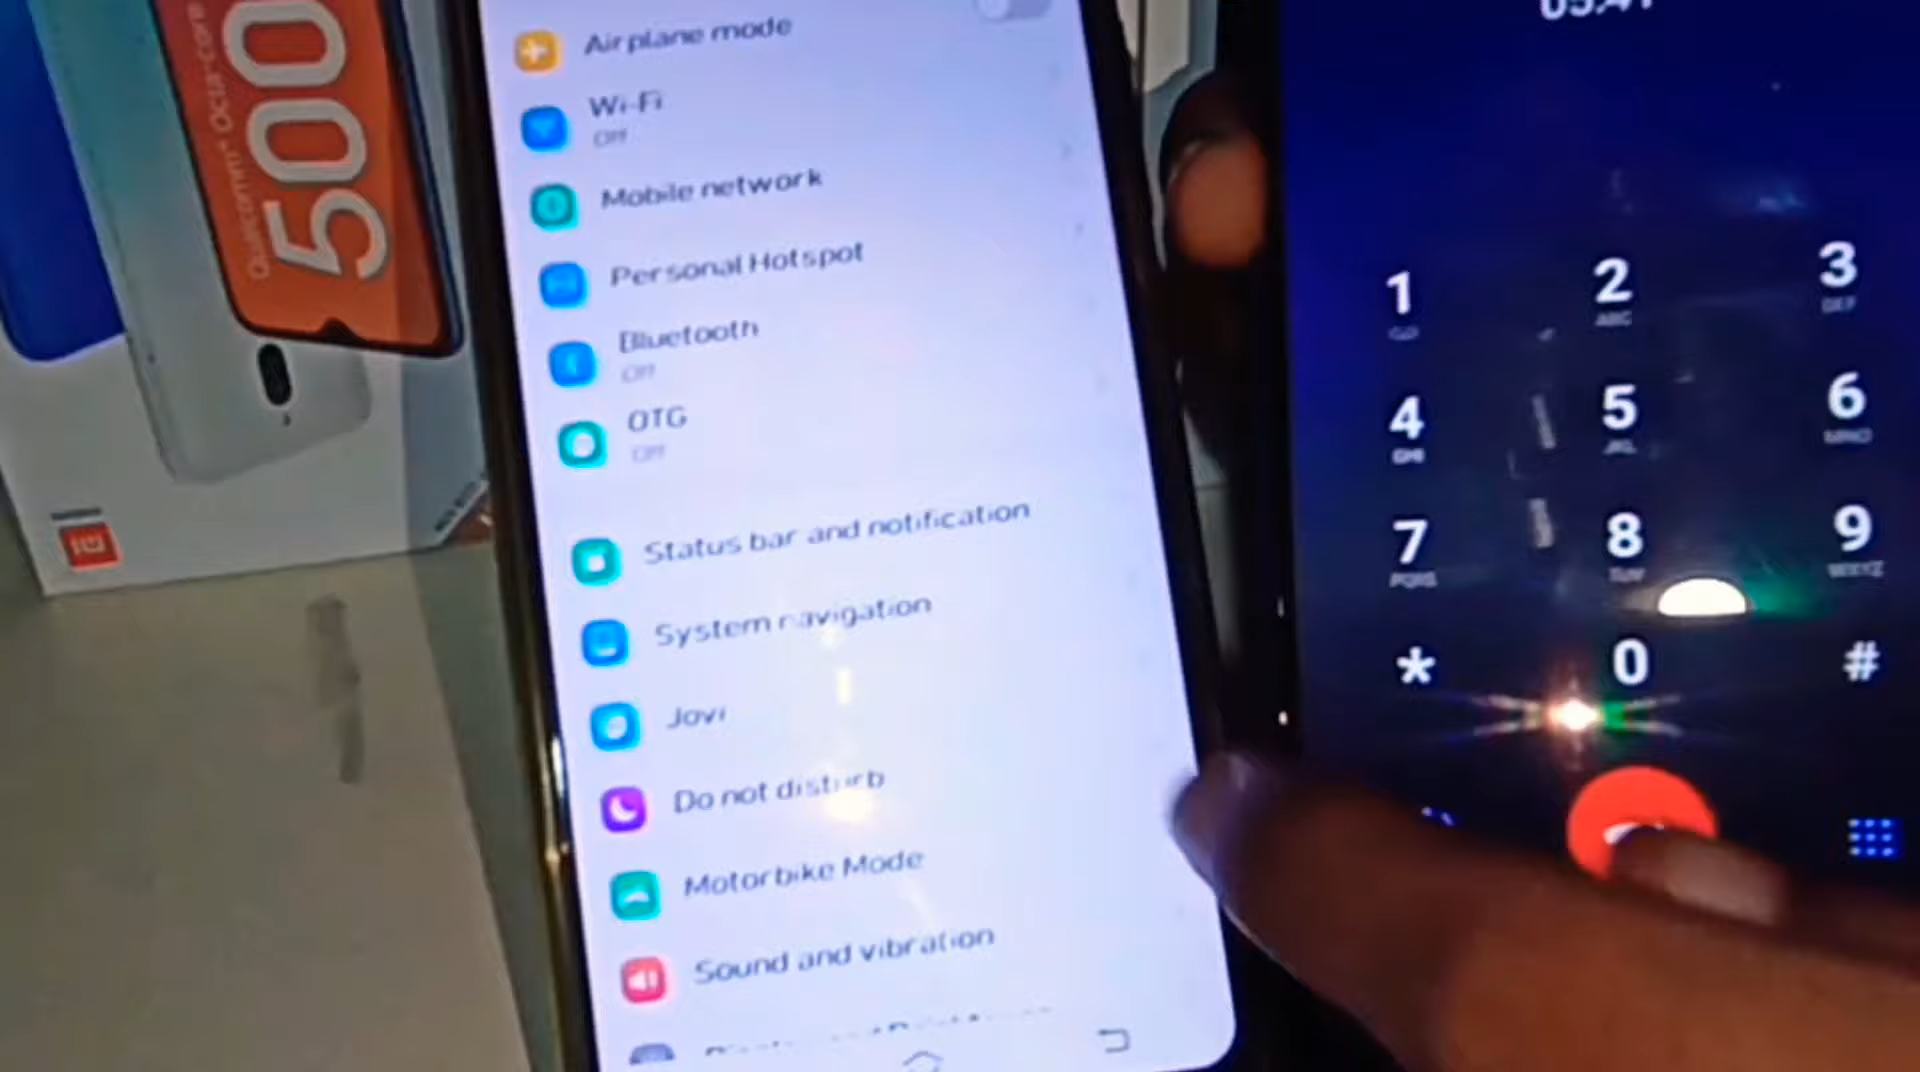 Qualcomm® Octa-core
500
Airplane mode
Wi-Fi
Off
Mobile network
Personal Hotspot
Bluetooth
Off
OTG
Off
Status bar and notification
System navigation
Jovi
Do not disturb
Motorbike Mode
Sound and vibration
1
2
ABC
3
DEF
4
GHI
5
JKL
6
MNO
7
PQRS
8
TUV
9
WXYZ
*
0
#